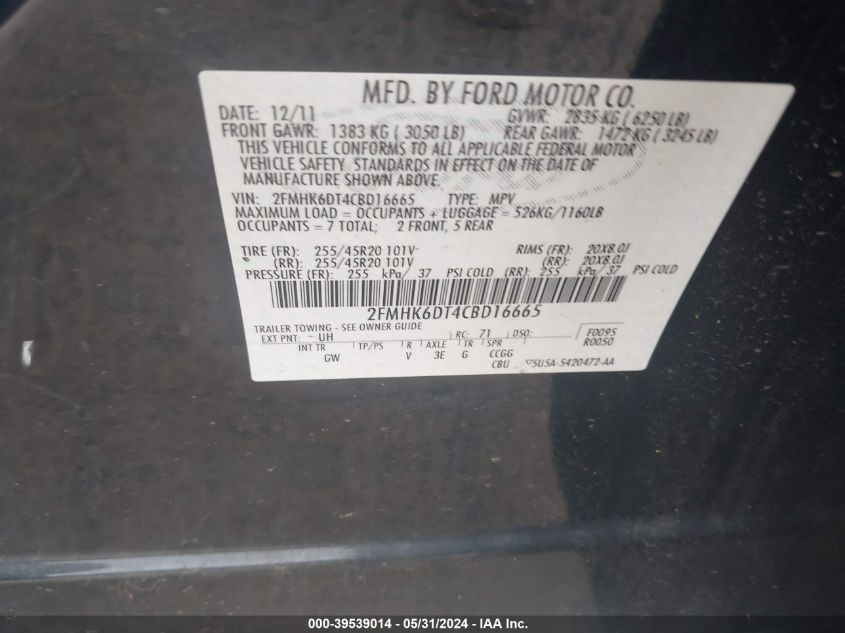 MFD. BY FORD MOTOR CO.
DATE: 12/11 GVWR: 2835 KG ( 6250 LB)
FRONT GAWR: 1383 KG ( 3050 LB) REAR GAWR: 1472 KG ( 3245 LB)
THIS VEHICLE CONFORMS TO ALL APPLICABLE FEDERAL MOTOR
VEHICLE SAFETY STANDARDS IN EFFECT ON THE DATE OF
MANUFACTURE SHOWN ABOVE.
VIN: 2FMHK6DT4CBD16665 TYPE: MPV
MAXIMUM LOAD = OCCUPANTS + LUGGAGE = 526KG/1160LB
OCCUPANTS = 7 TOTAL; 2 FRONT, 5 REAR
TIRE (FR): 255/45R20 101V RIMS (FR): 20X8.0J
(RR): 255/45R20 101V (RR): 20X8.0J
PRESSURE (FR): 255 kPa/ 37 PSI COLD (RR): 255 kPa/37 PSI COLD
2FMHK6DT4CBD16665
TRAILER TOWING - SEE OWNER GUIDE
EXT PNT: UH RC: 71 DSO: F0095
R0050
INT TR TP/PS R AXLE TR SPR
GW V 3E G CCGG
CBU 5U5A-5420472-AA
000-39539014 - 05/31/2024 - IAA Inc.